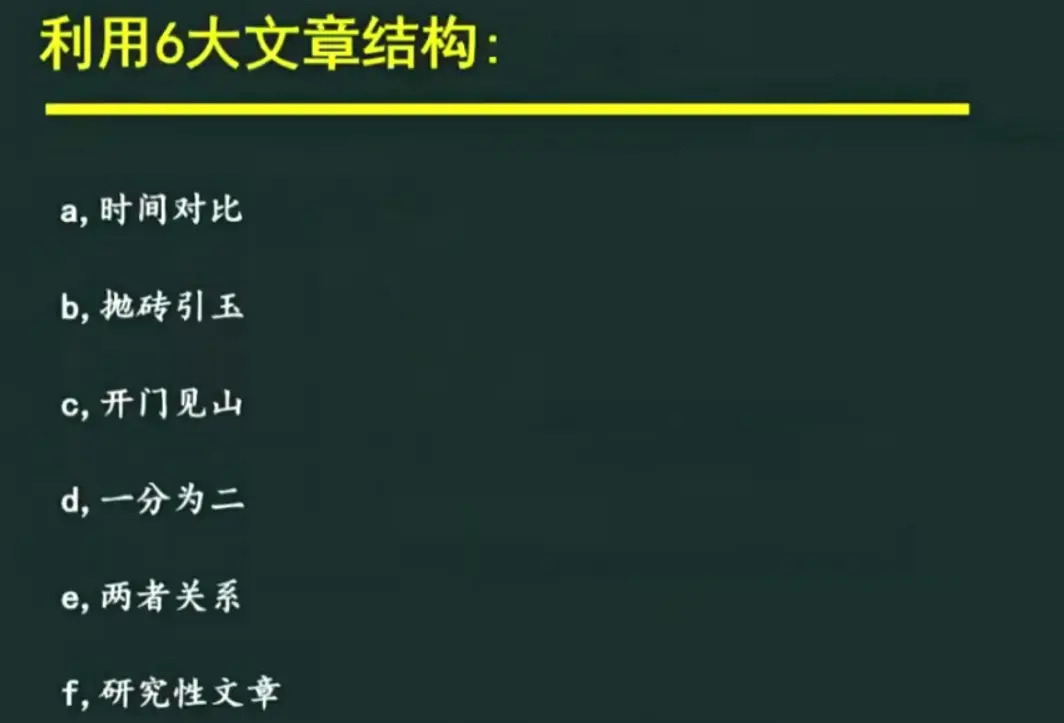 利用6大文章结构:
a,时间对比
b,抛砖引玉
c,开门见山
d,一分为二
e,两者关系
f,研究性文章